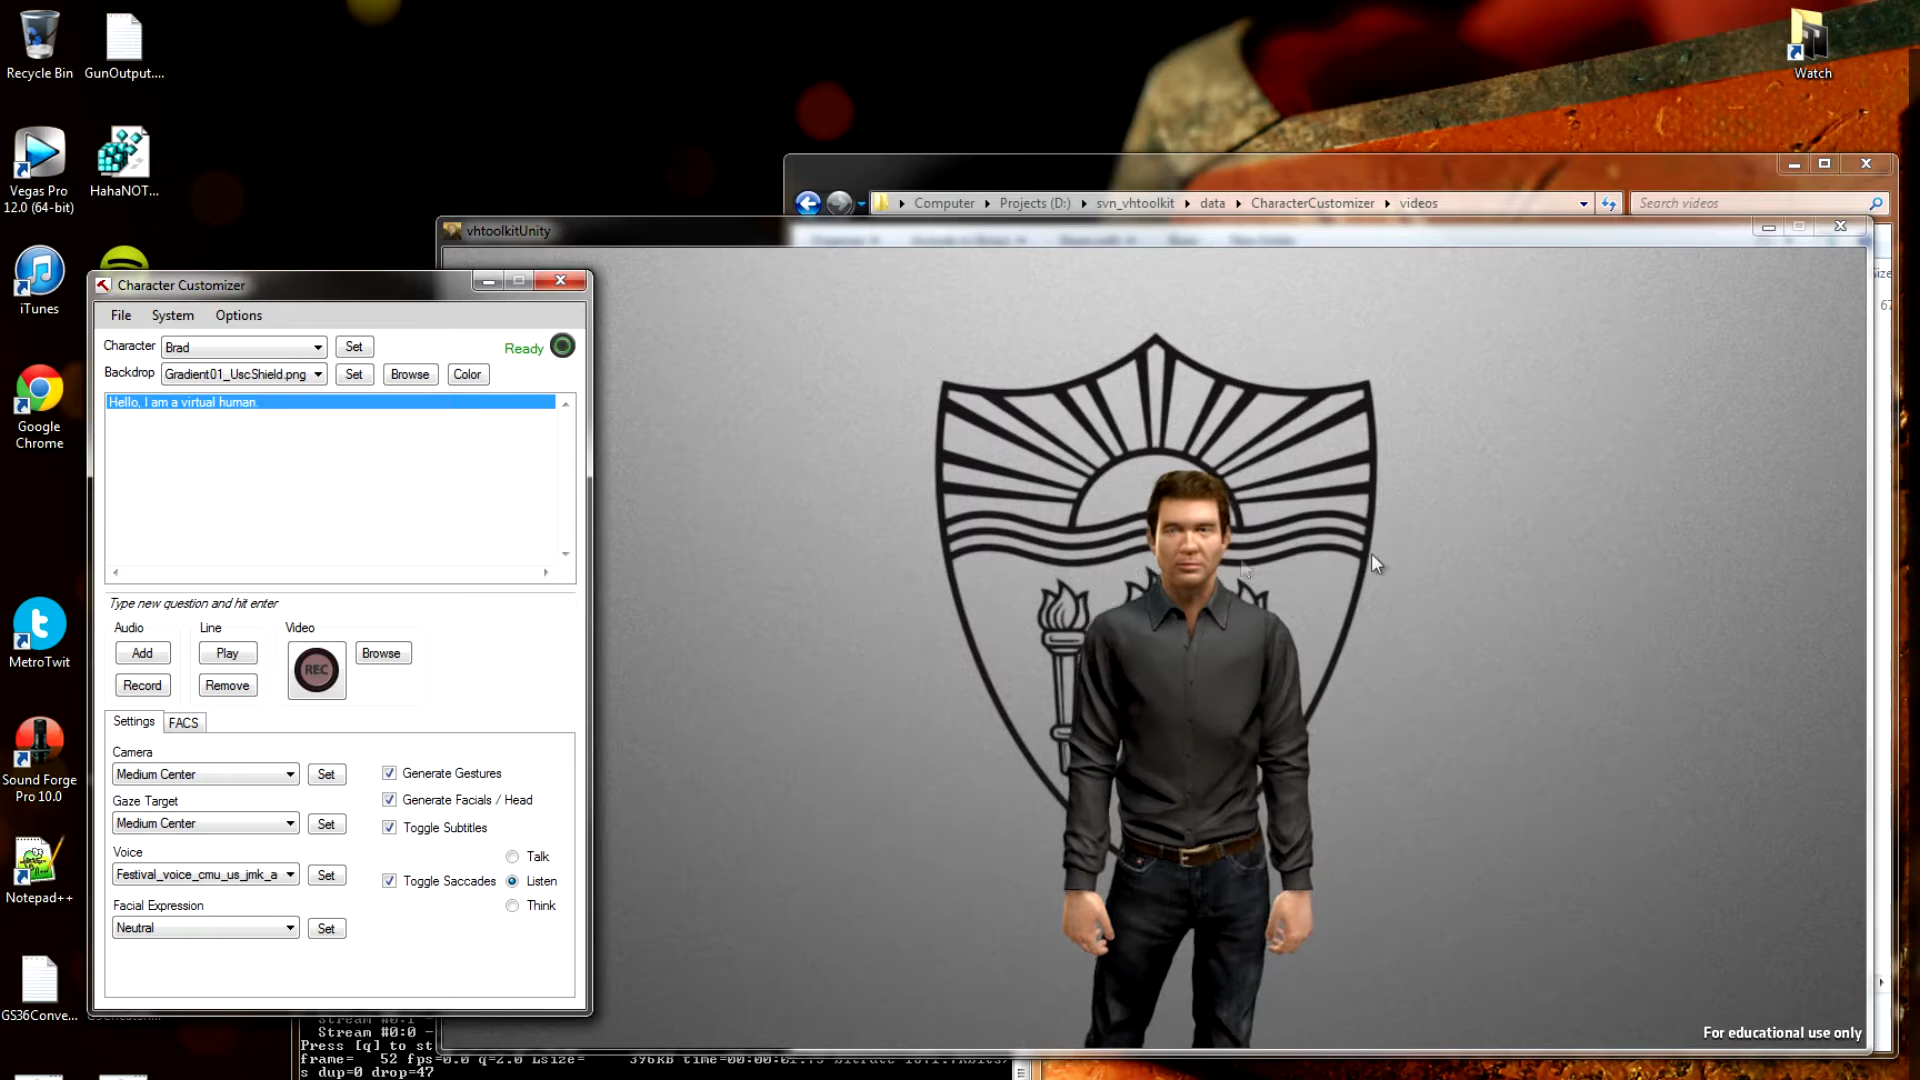 Recycle Bin
GunOutput....
Watch
Vegas Pro
12.0 (64-bit)
HahaNOT...
Computer
Projects (D:)
svn_vhtoolkit
data
CharacterCustomizer
videos
Search videos
vhtoolkitUnity
iTunes
Character Customizer
File System Options
Character Brad Set Ready
Backdrop Gradient01_UscShield.png Set Browse Color
Hello, I am a virtual human.
Google
Chrome
Type new question and hit enter
Audio Line Video
Add Play REC Browse
Record Remove
MetroTwit
Settings FACS
Camera
Medium Center Set Generate Gestures
Gaze Target Generate Facials / Head
Medium Center Set Toggle Subtitles
Voice Talk
Festival_voice_cmu_us_jmk_a Set Toggle Saccades Listen
Facial Expression Think
Neutral Set
Sound Forge
Pro 10.0
Notepad++
GS36Conve...
For educational use only
Stream #0:0 -
Press [q] to st
frame= 52 fps=0.0 q=2.0 Lsize= 396kB
s dup=0 drop=47